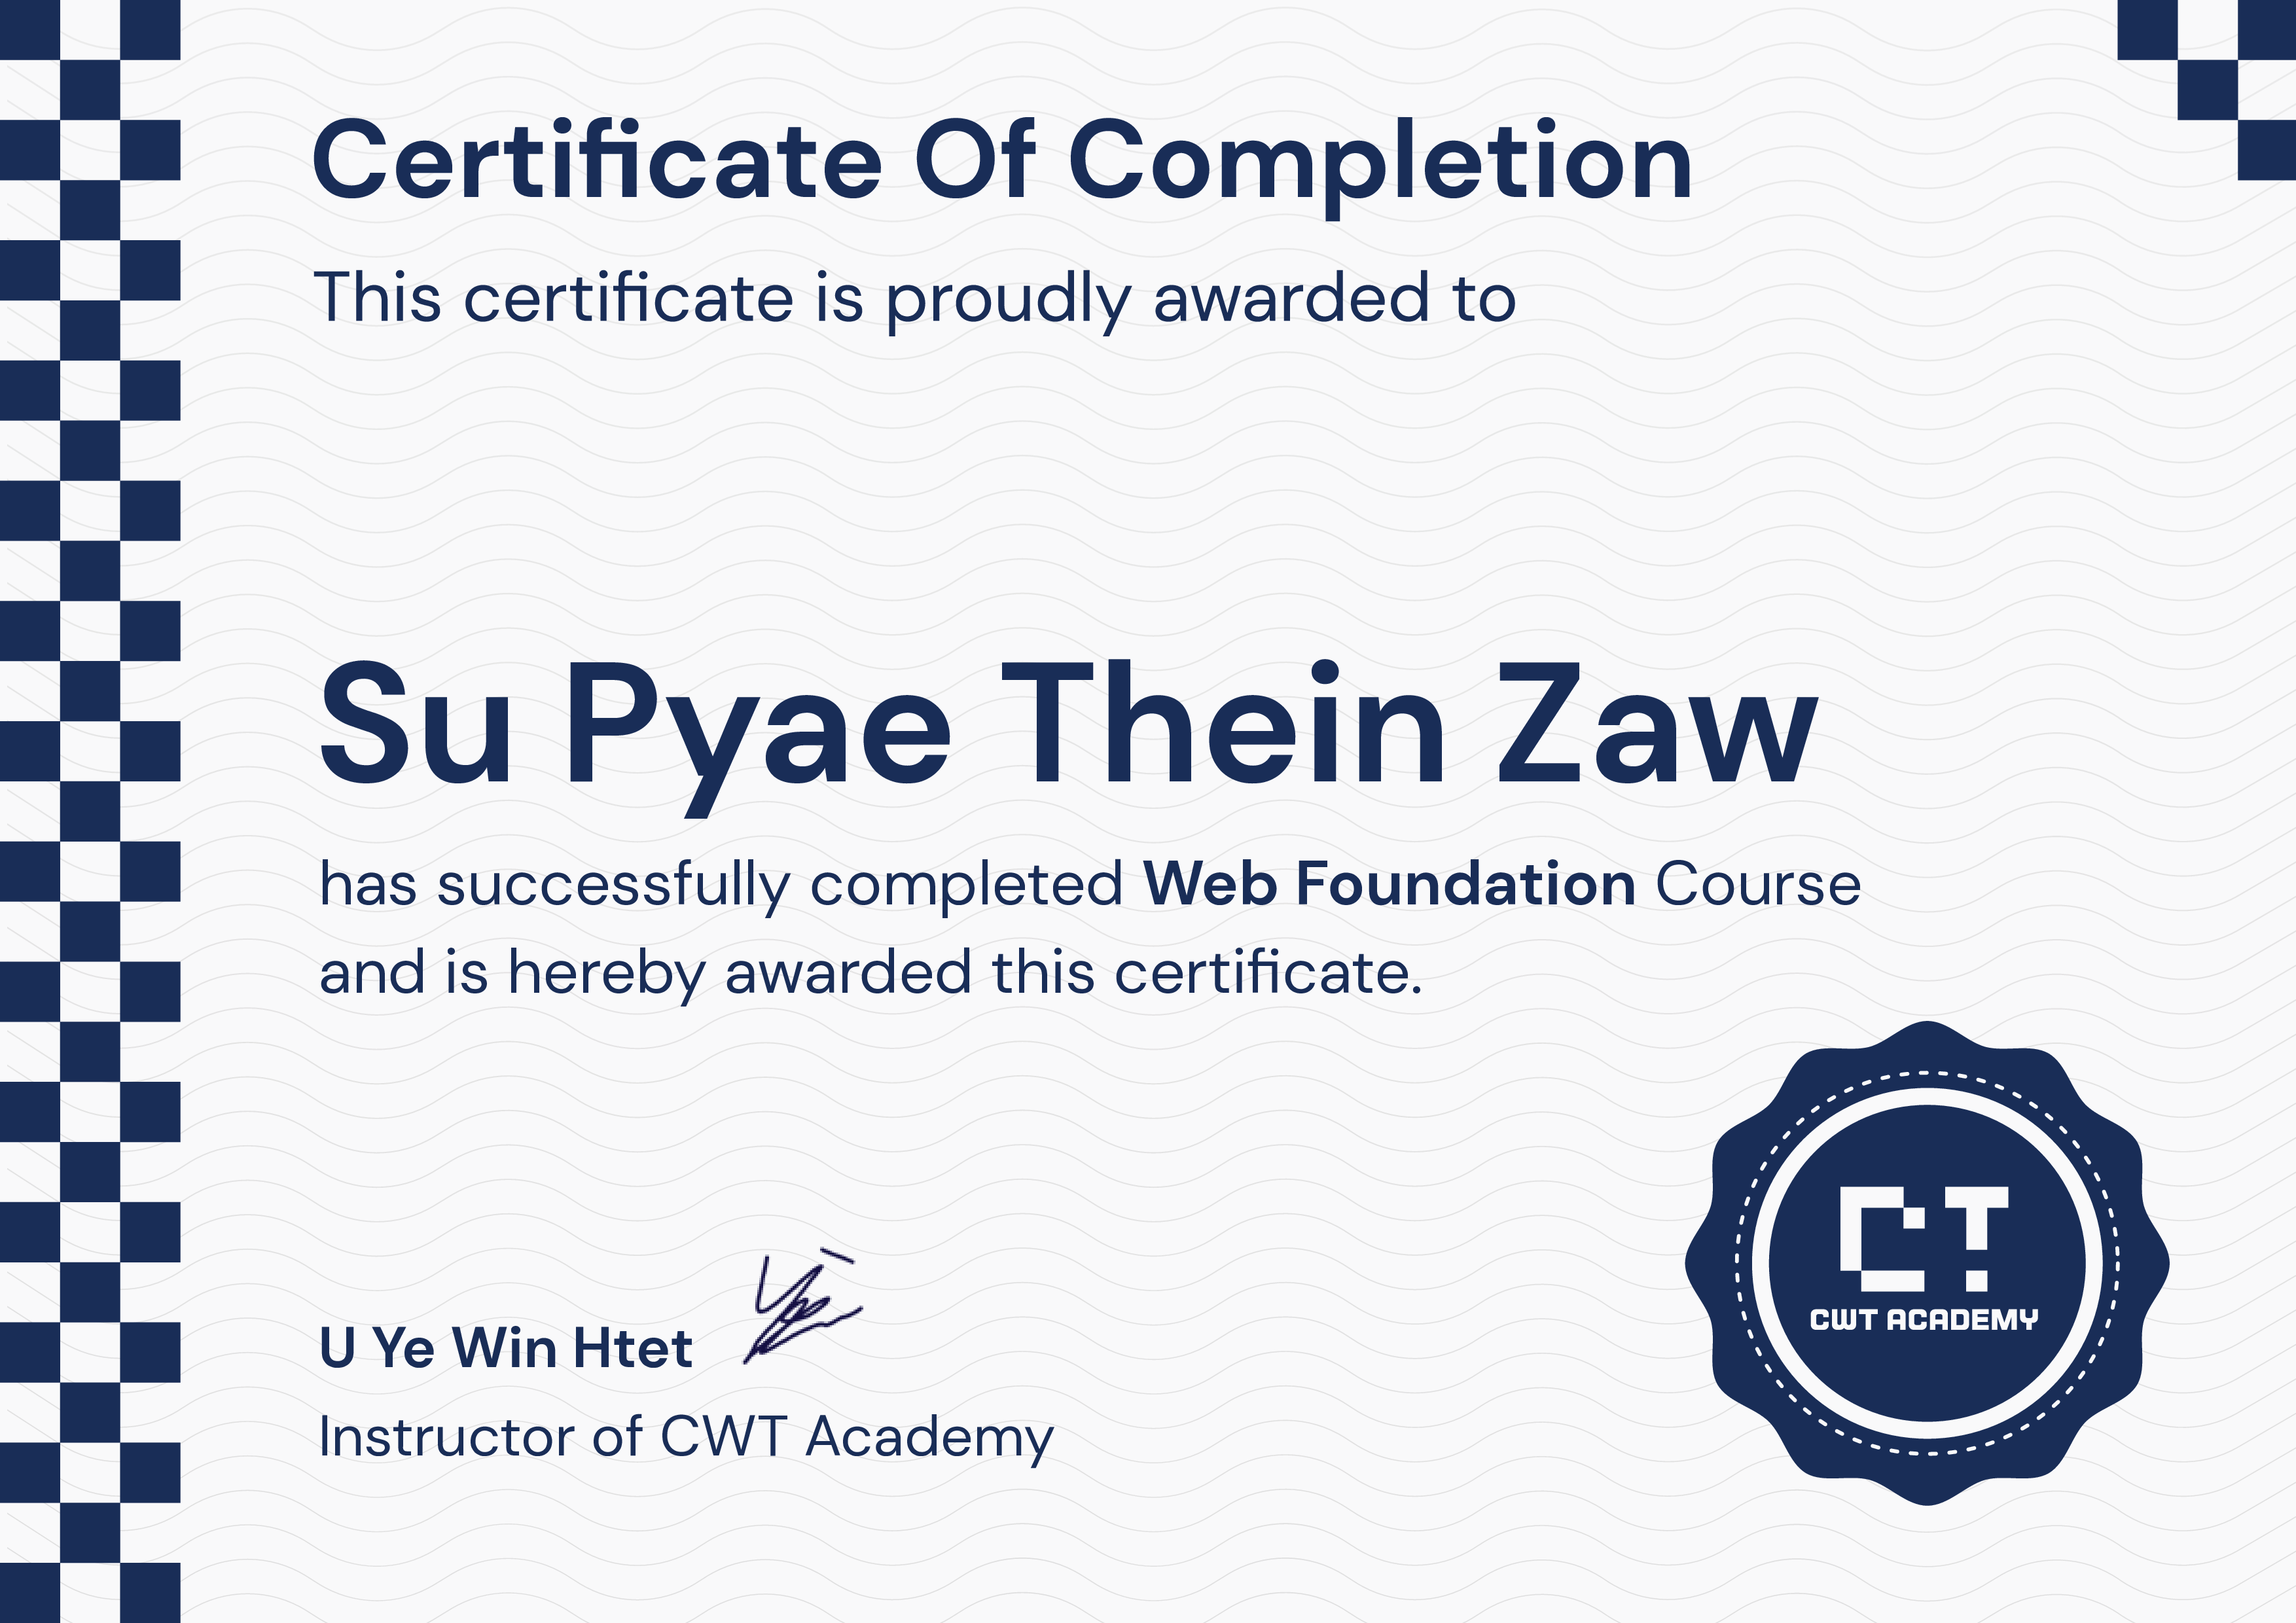 Certificate Of Completion
This certificate is proudly awarded to
Su Pyae Thein Zaw
has successfully completed Web Foundation Course
and is hereby awarded this certificate.
U Ye Win Htet
Instructor of CWT Academy
CT
CWT ACADEMY